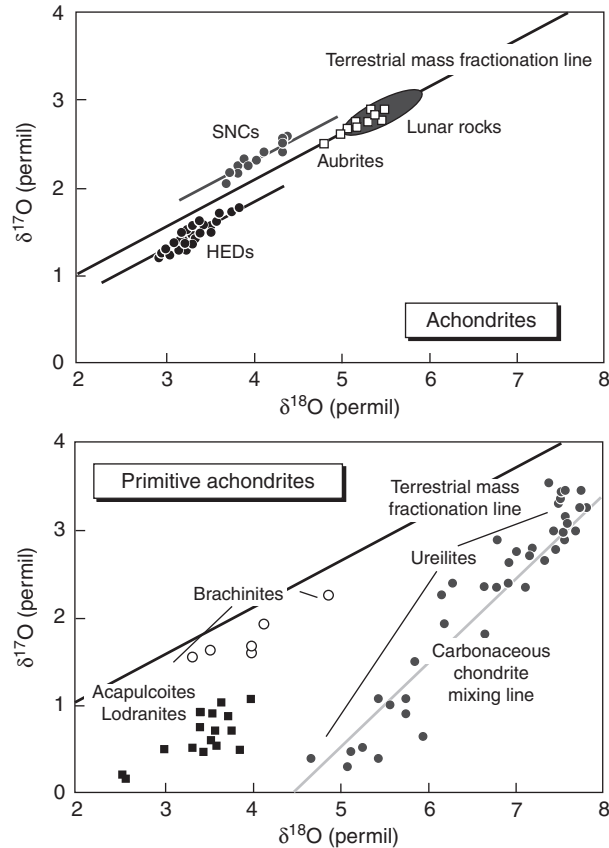 4
Terrestrial mass fractionation line
3
SNCs
Lunar rocks
Aubrites
δ17O (permil)
2
HEDs
1
Achondrites
0
2 3 4 5 6 7 8
δ18O (permil)
4
Primitive achondrites
Terrestrial mass
fractionation line
3
Ureilites
Brachinites
δ17O (permil)
2
Carbonaceous
chondrite
mixing line
Acapulcoites
Lodranites
1
0
2 3 4 5 6 7 8
δ18O (permil)